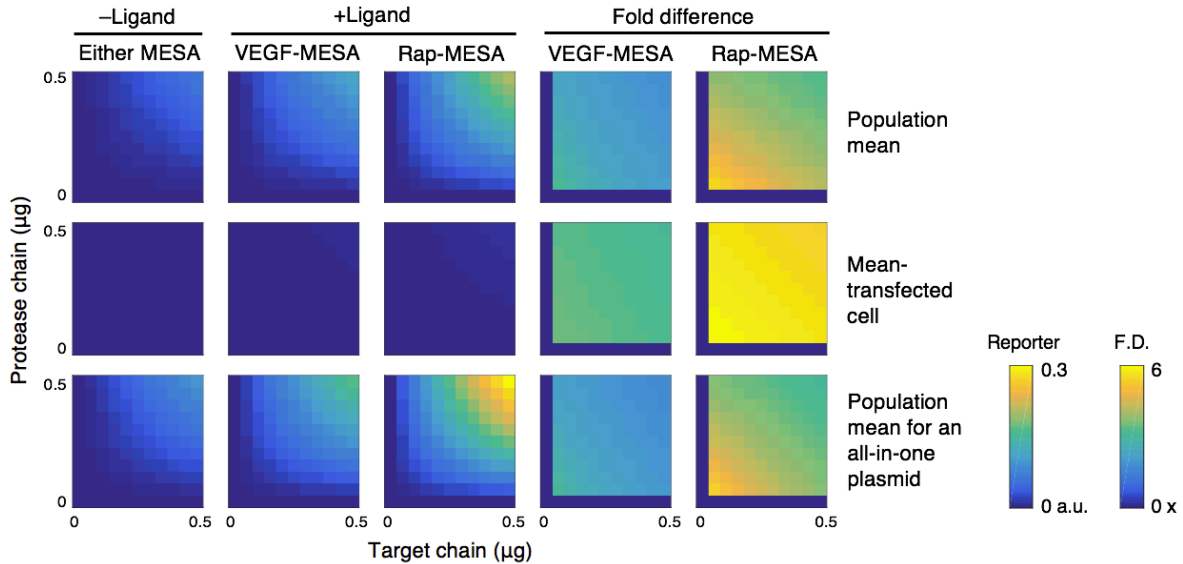 –Ligand
+Ligand
Fold difference
Either MESA
VEGF-MESA
Rap-MESA
VEGF-MESA
Rap-MESA
Protease chain (µg)
0.5
0
Population
mean
0.5
0
Mean-
transfected
cell
0.5
0
Population
mean for an
all-in-one
plasmid
0
0.5
0
0.5
0
0.5
0
0.5
0
0.5
Target chain (µg)
Reporter
0.3
0 a.u.
F.D.
6
0 x